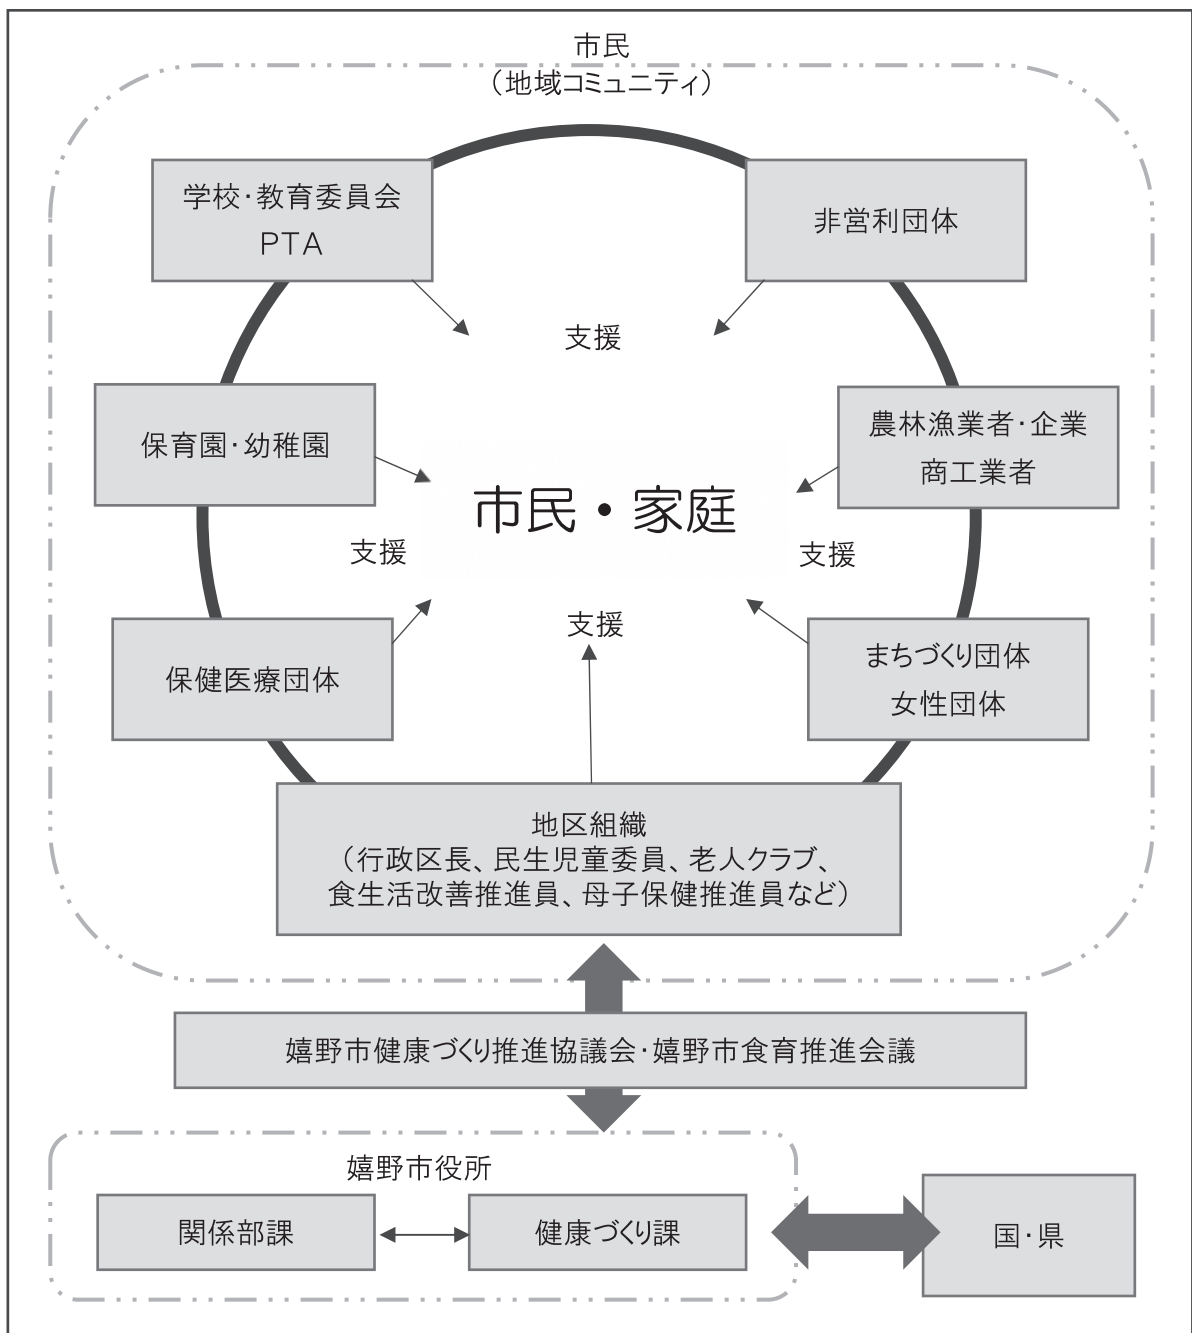 市民
（地域コミュニティ）
学校・教育委員会
PTA
非営利団体
支援
保育園・幼稚園
農林漁業者・企業
商工業者
市民・家庭
支援
支援
支援
保健医療団体
まちづくり団体
女性団体
地区組織
（行政区長、民生児童委員、老人クラブ、
食生活改善推進員、母子保健推進員など）
嬉野市健康づくり推進協議会・嬉野市食育推進会議
嬉野市役所
関係部課
健康づくり課
国・県